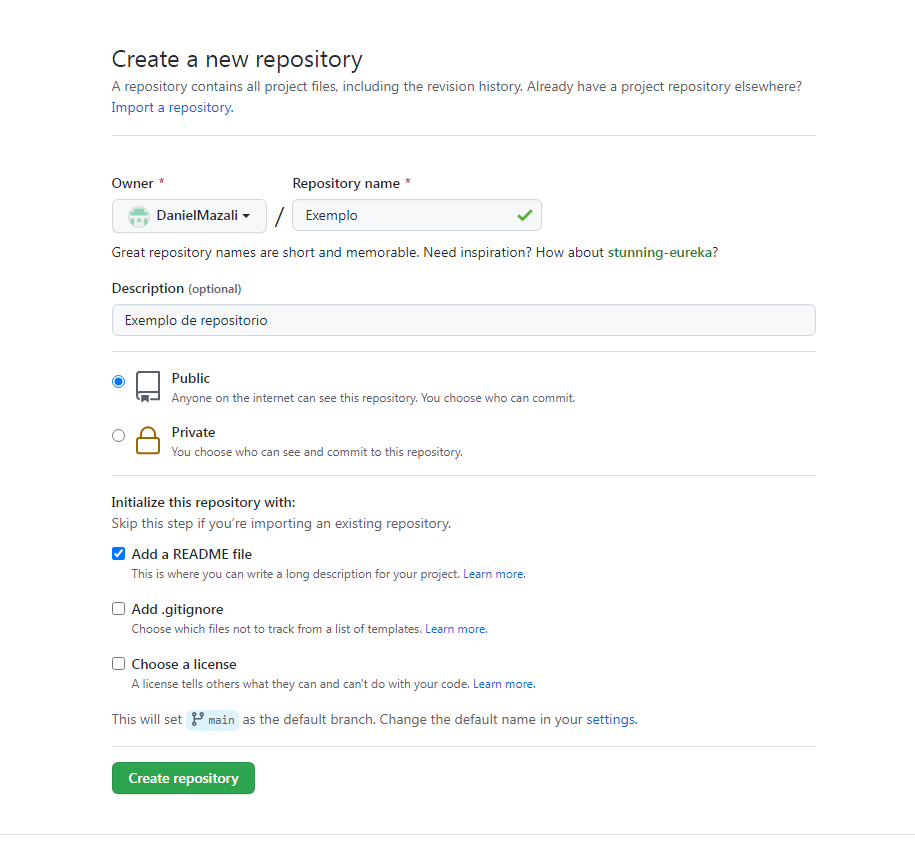 Create a new repository
A repository contains all project files, including the revision history. Already have a project repository elsewhere?
Import a repository.
Owner * Repository name *
DanielMazali / Exemplo
Great repository names are short and memorable. Need inspiration? How about stunning-eureka?
Description (optional)
Exemplo de repositorio
Public
Anyone on the internet can see this repository. You choose who can commit.
Private
You choose who can see and commit to this repository.
Initialize this repository with:
Skip this step if you're importing an existing repository.
Add a README file
This is where you can write a long description for your project. Learn more.
Add .gitignore
Choose which files not to track from a list of templates. Learn more.
Choose a license
A license tells others what they can and can't do with your code. Learn more.
This will set main as the default branch. Change the default name in your settings.
Create repository